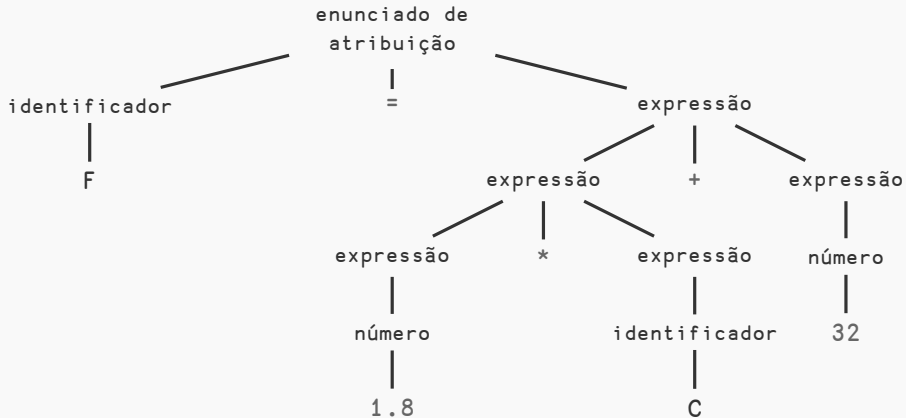 enunciado de
atribuição
identificador
=
expressão
F
expressão
+
expressão
expressão
*
expressão
número
número
identificador
32
1.8
C